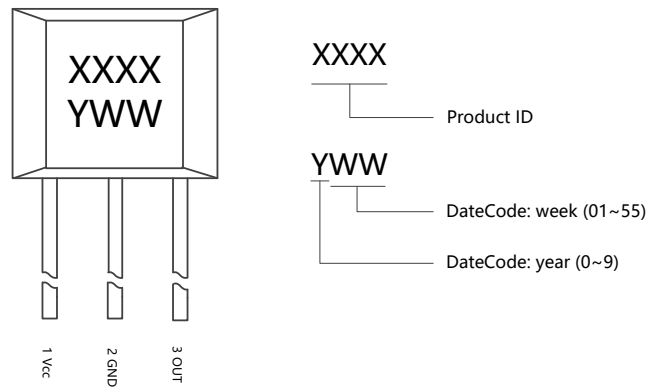 XXXX
YWW
1 Vcc
2 GND
3 OUT
XXXX
Product ID
YWW
DateCode: week (01~55)
DateCode: year (0~9)